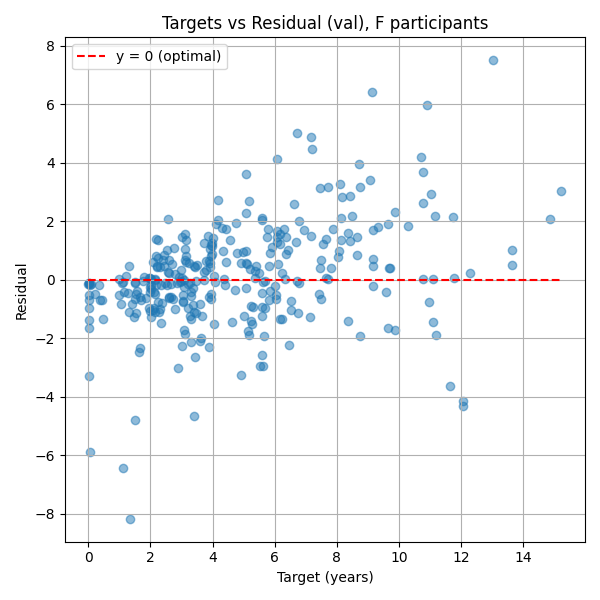 Targets vs Residual (val), F participants
y = 0 (optimal)
8
6
4
2
0
−2
−4
−6
−8
Residual
0 2 4 6 8 10 12 14
Target (years)